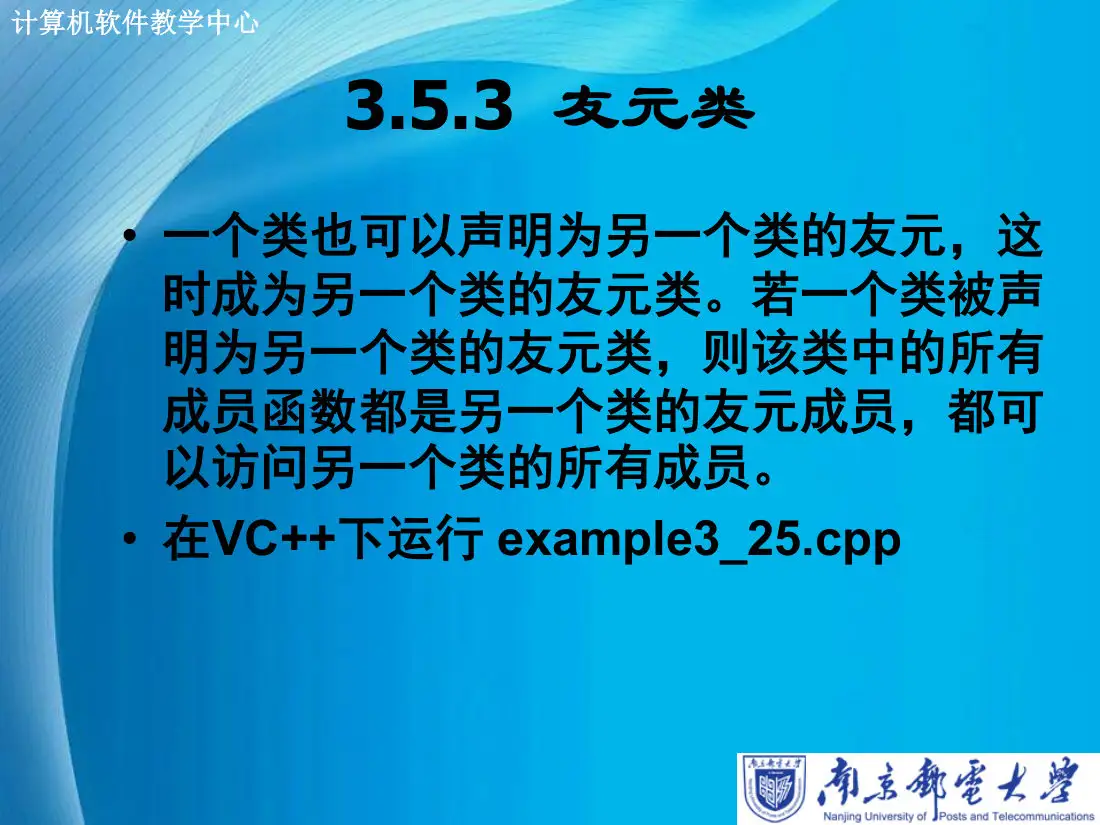 计算机软件教学中心
3.5.3 友元类
• 一个类也可以声明为另一个类的友元，这
时成为另一个类的友元类。若一个类被声
明为另一个类的友元类，则该类中的所有
成员函数都是另一个类的友元成员，都可
以访问另一个类的所有成员。
• 在VC++下运行 example3_25.cpp
南京郵電大學
Nanjing University of Posts and Telecommunications